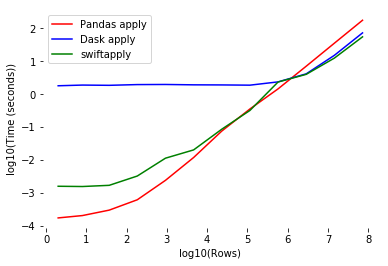 Pandas apply
Dask apply
swiftapply
log10(Time (seconds))
2
1
0
−1
−2
−3
−4
0 1 2 3 4 5 6 7 8
log10(Rows)